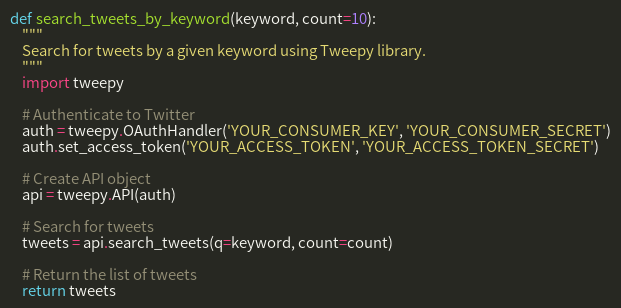 def search_tweets_by_keyword(keyword, count=10):
    """
    Search for tweets by a given keyword using Tweepy library.
    """
    import tweepy

    # Authenticate to Twitter
    auth = tweepy.OAuthHandler('YOUR_CONSUMER_KEY', 'YOUR_CONSUMER_SECRET')
    auth.set_access_token('YOUR_ACCESS_TOKEN', 'YOUR_ACCESS_TOKEN_SECRET')

    # Create API object
    api = tweepy.API(auth)

    # Search for tweets
    tweets = api.search_tweets(q=keyword, count=count)

    # Return the list of tweets
    return tweets